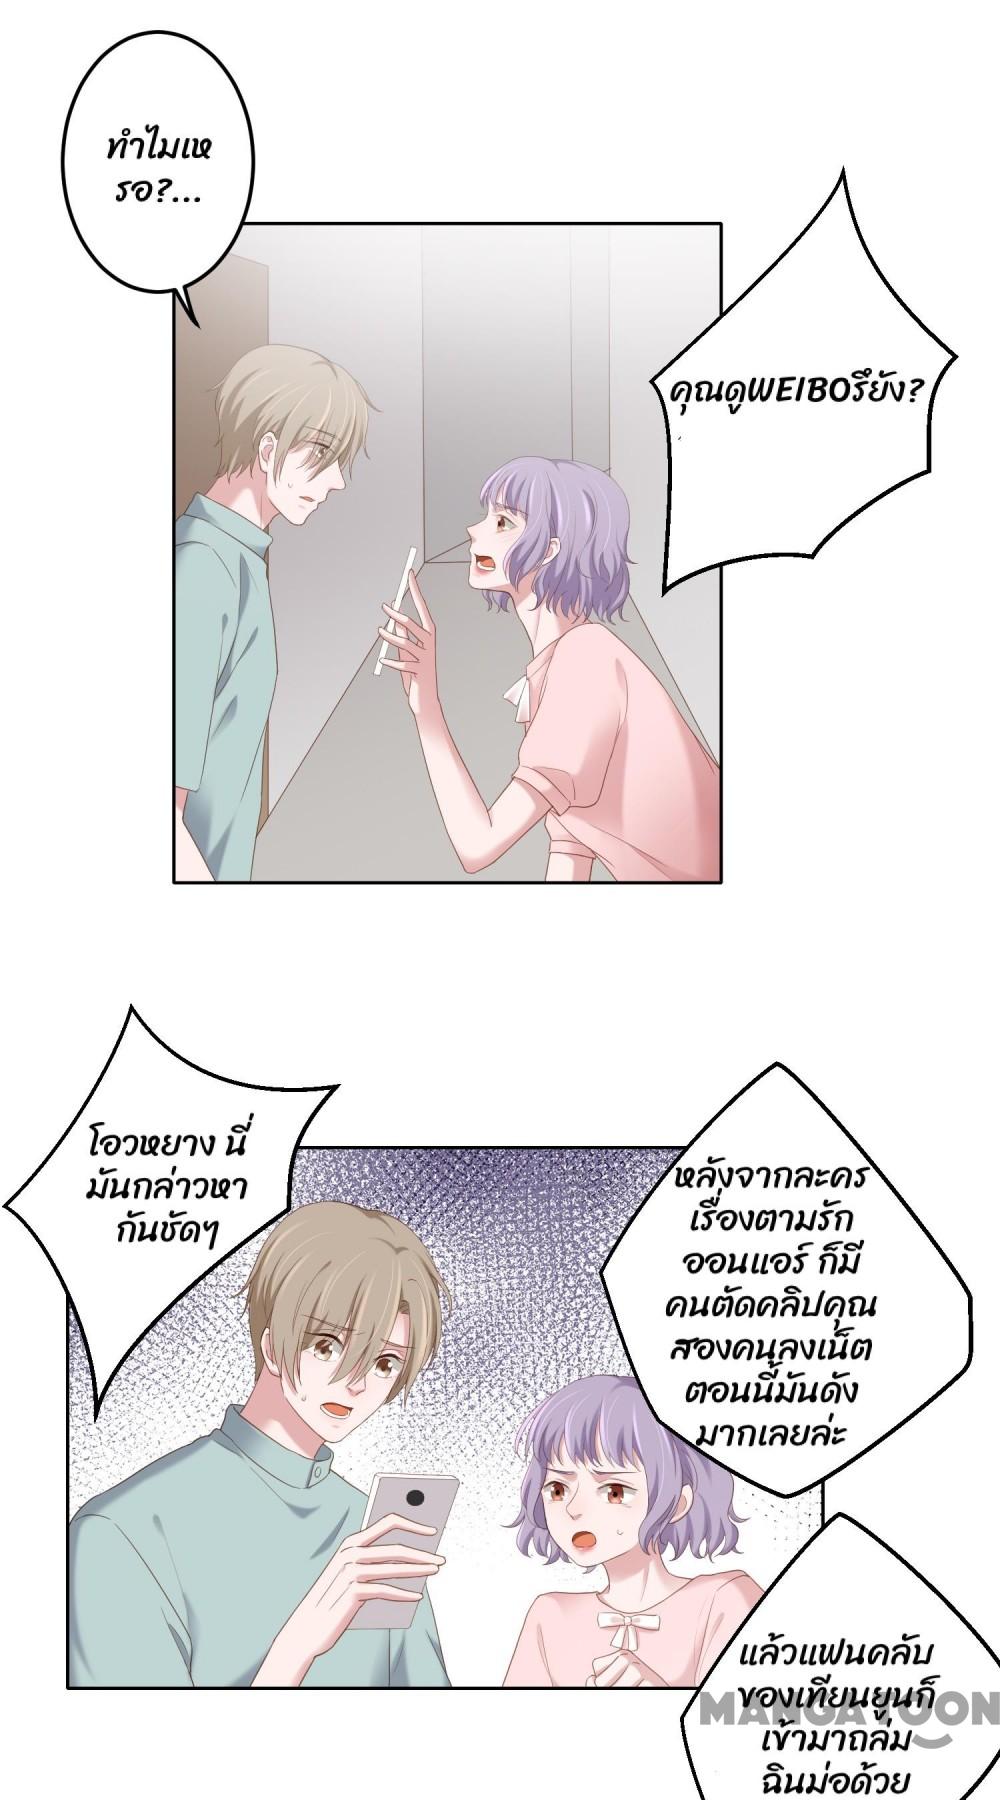 ทำไมเห
รอ?...
คุณดูWEIBOรึยัง?
โอวหยาง นี่
มันกล่าวหา
กันชัดๆ
หลังจากละคร
เรื่องตามรัก
ออนแอร์ ก็มี
คนตัดคลิปคุณ
สองคนลงเน็ต
ตอนนี้มันดัง
มากเลยล่ะ
แล้วแฟนคลับ
ของเทียนยูนก็
เข้ามาถล่ม
ฉินม่อด้วย
MANGATOON